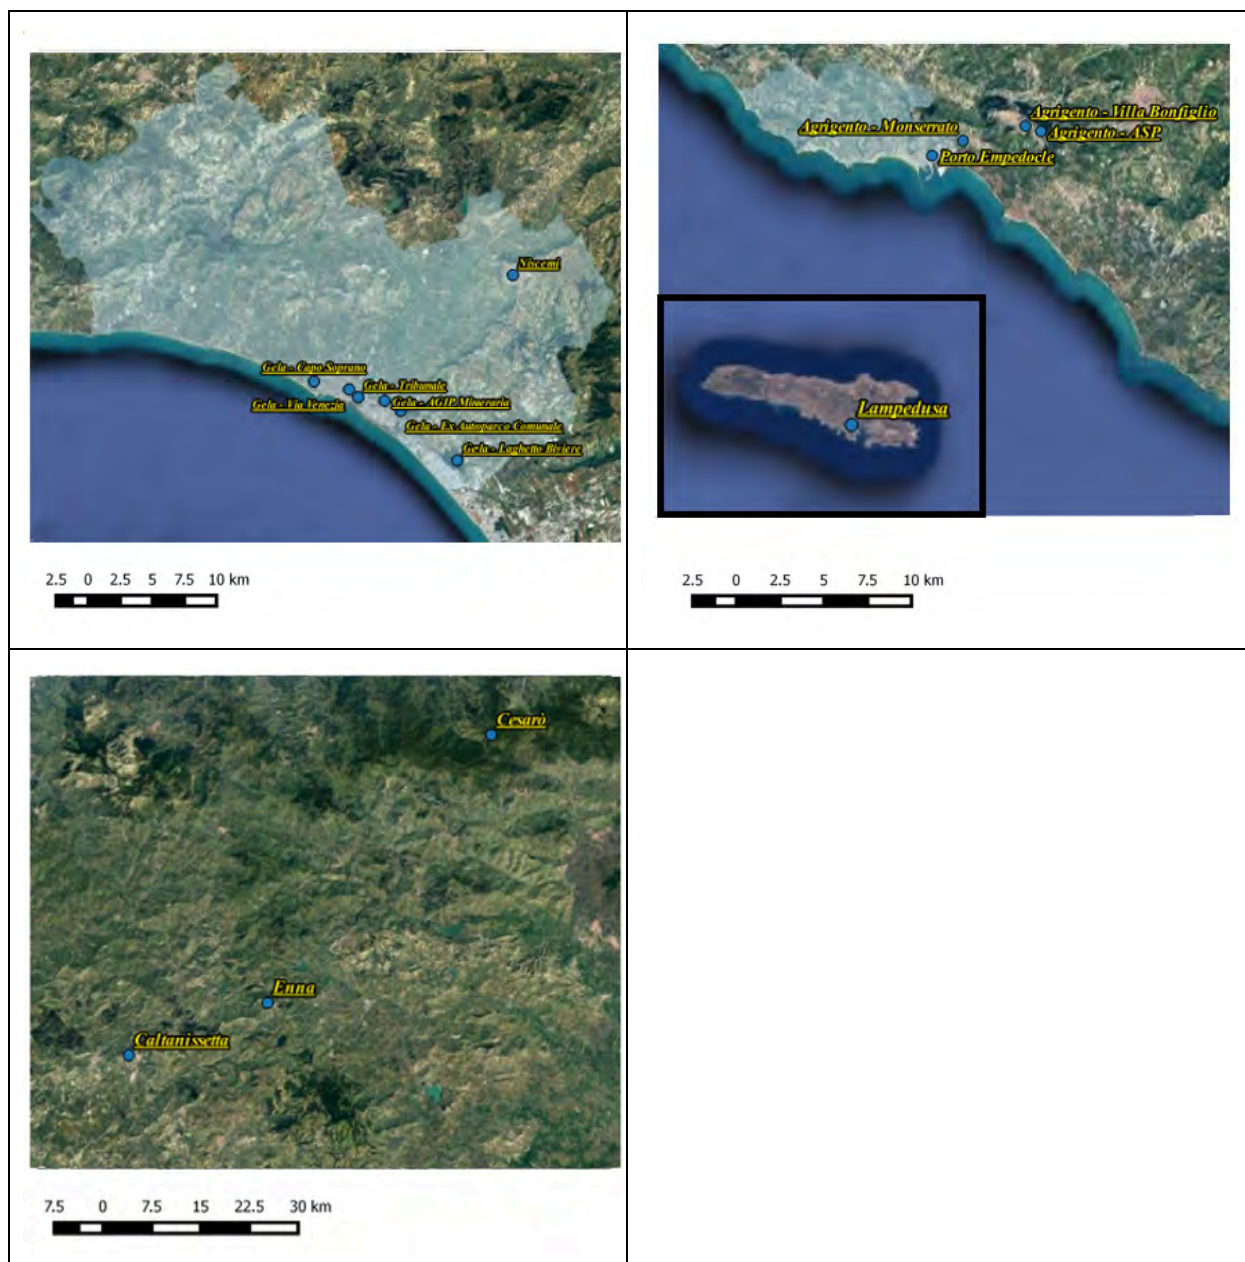 Niscemi
Gela - Capo Soprano
Gela - Tribunale
Gela - Via Venezia
Gela - AGIP Mineraria
Gela - Ex Autoparco Comunale
Gela - Laghetto Biviere
2.5 0 2.5 5 7.5 10 km
Agrigento - Villa Bonfiglio
Agrigento - Monserrato
Agrigento - ASP
Porto Empedocle
Lampedusa
2.5 0 2.5 5 10 km
Cesarò
Enna
Caltanissetta
7.5 0 7.5 15 22.5 30 km